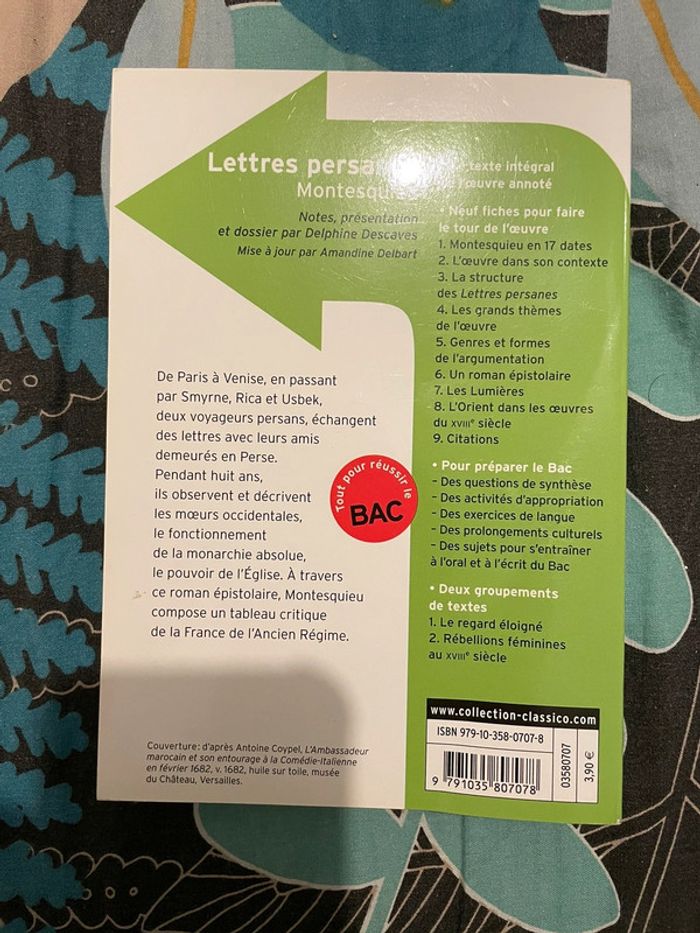 Lettres persa
Montesqui
Notes, présentation
et dossier par Delphine Descaves
Mise à jour par Amandine Delbart
De Paris à Venise, en passant
par Smyrne, Rica et Usbek,
deux voyageurs persans, échangent
des lettres avec leurs amis
demeurés en Perse.
Pendant huit ans,
ils observent et décrivent
les mœurs occidentales,
le fonctionnement
de la monarchie absolue,
le pouvoir de l'Église. À travers
ce roman épistolaire, Montesquieu
compose un tableau critique
de la France de l'Ancien Régime.
Tout pour réussir le
BAC
Couverture : d'après Antoine Coypel, L'Ambassadeur
marocain et son entourage à la Comédie-Italienne
en février 1682, v. 1682, huile sur toile, musée
du Château, Versailles.
texte intégral
l'œuvre annoté
• Neuf fiches pour faire
le tour de l'œuvre
1. Montesquieu en 17 dates
2. L'œuvre dans son contexte
3. La structure
des Lettres persanes
4. Les grands thèmes
de l'œuvre
5. Genres et formes
de l'argumentation
6. Un roman épistolaire
7. Les Lumières
8. L'Orient dans les œuvres
du XVIIIe siècle
9. Citations
• Pour préparer le Bac
– Des questions de synthèse
– Des activités d'appropriation
– Des exercices de langue
– Des prolongements culturels
– Des sujets pour s'entraîner
à l'oral et à l'écrit du Bac
• Deux groupements
de textes
1. Le regard éloigné
2. Rébellions féminines
au XVIIIe siècle
www.collection-classico.com
ISBN 979-10-358-0707-8
9 791035 807078
03580707
3,90 €